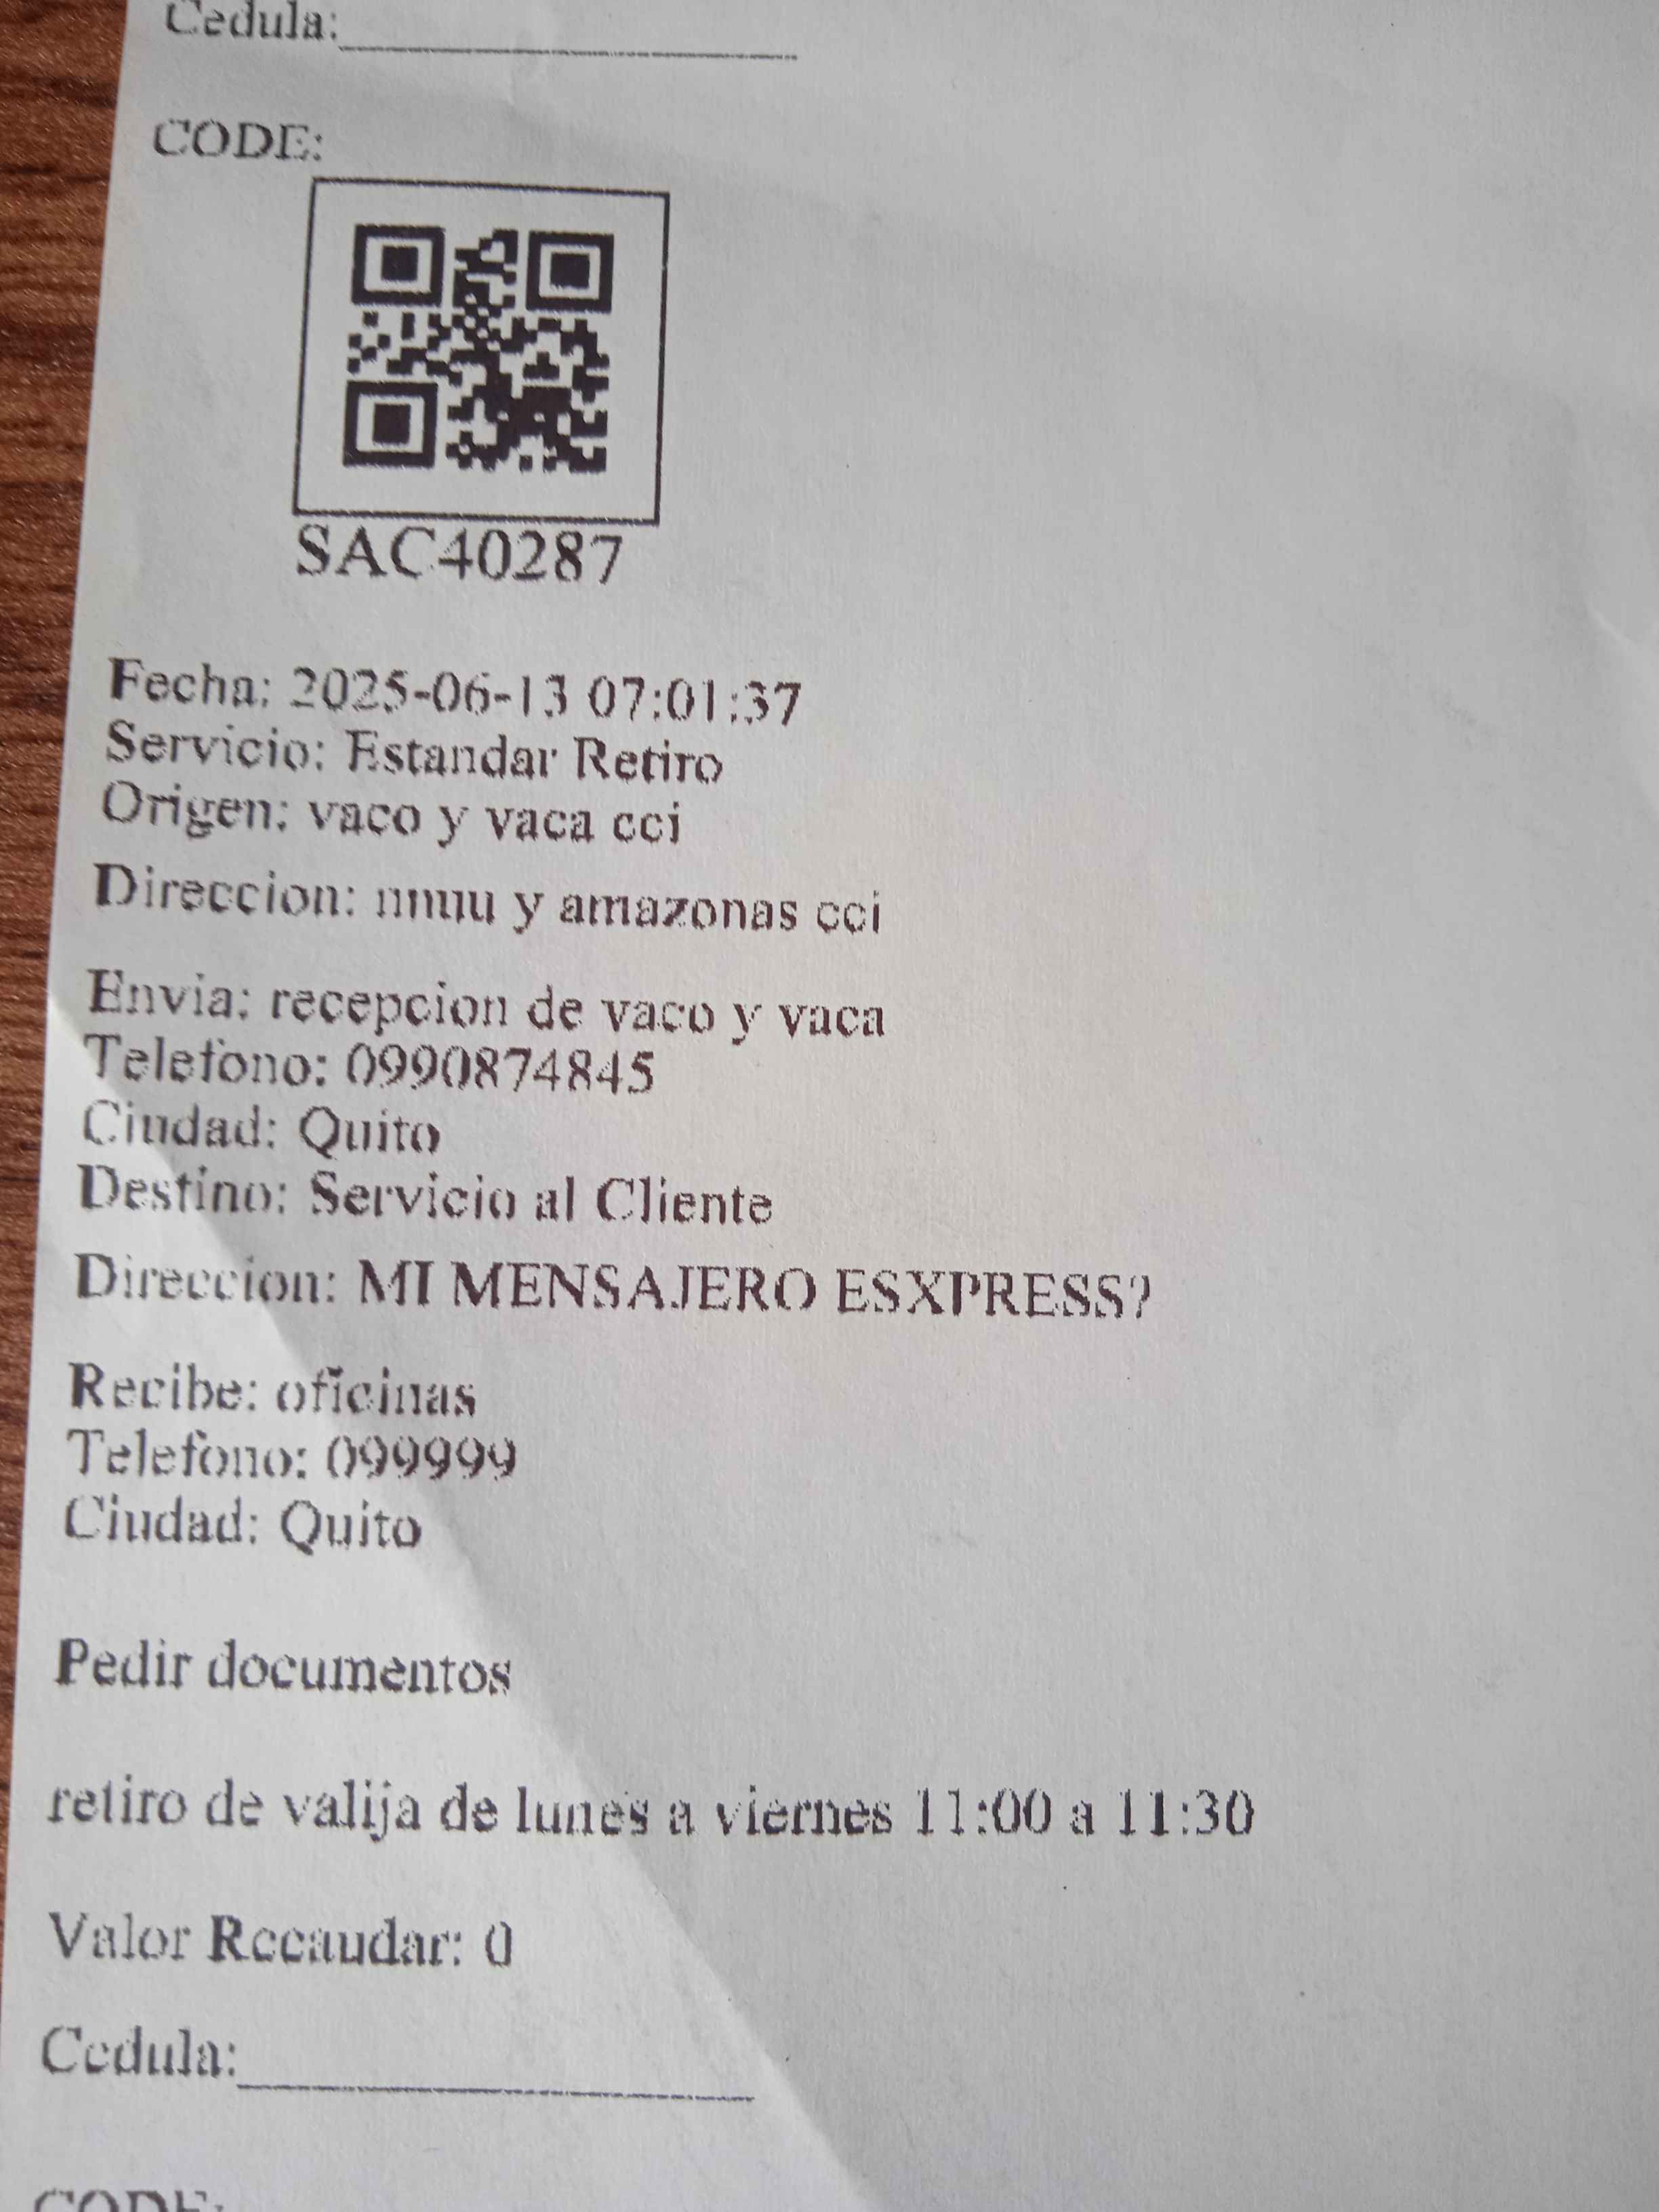 Cedula:
CODE:
SAC40287
Fecha: 2025-06-13 07:01:37
Servicio: Estandar Retiro
Origen: vaco y vaca cci
Direccion: nnuu y amazonas cci
Envia: recepcion de vaco y vaca
Telefono: 0990874845
Ciudad: Quito
Destino: Servicio al Cliente
Direccion: MI MENSAJERO ESXPRESS?
Recibe: oficinas
Telefono: 099999
Ciudad: Quito
Pedir documentos
retiro de valija de lunes a viernes 11:00 a 11:30
Valor Recaudar: 0
Cedula:
CODE: